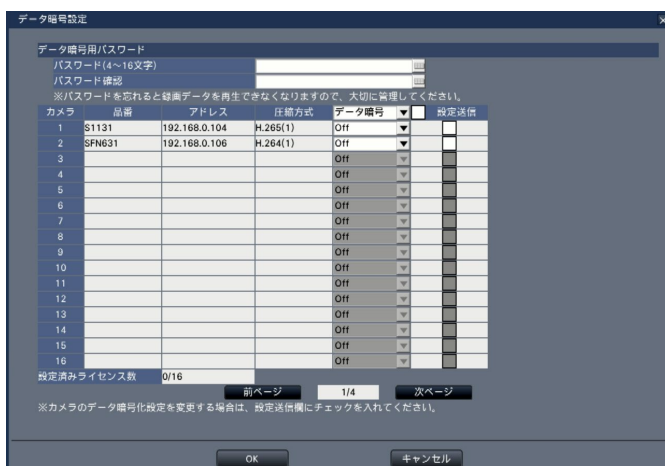 データ暗号設定
データ暗号用パスワード
パスワード(4～16文字)
パスワード確認
※パスワードを忘れると録画データを再生できなくなりますので、大切に管理してください。
カメラ 品番 アドレス 圧縮方式 データ暗号 設定送信
1 S1131 192.168.0.104 H.265(1) Off
2 SFN631 192.168.0.106 H.264(1) Off
3 Off
4 Off
5 Off
6 Off
7 Off
8 Off
9 Off
10 Off
11 Off
12 Off
13 Off
14 Off
15 Off
16 Off
設定済みライセンス数 0/16
前ページ 1/4 次ページ
※カメラのデータ暗号化設定を変更する場合は、設定送信欄にチェックを入れてください。
OK キャンセル